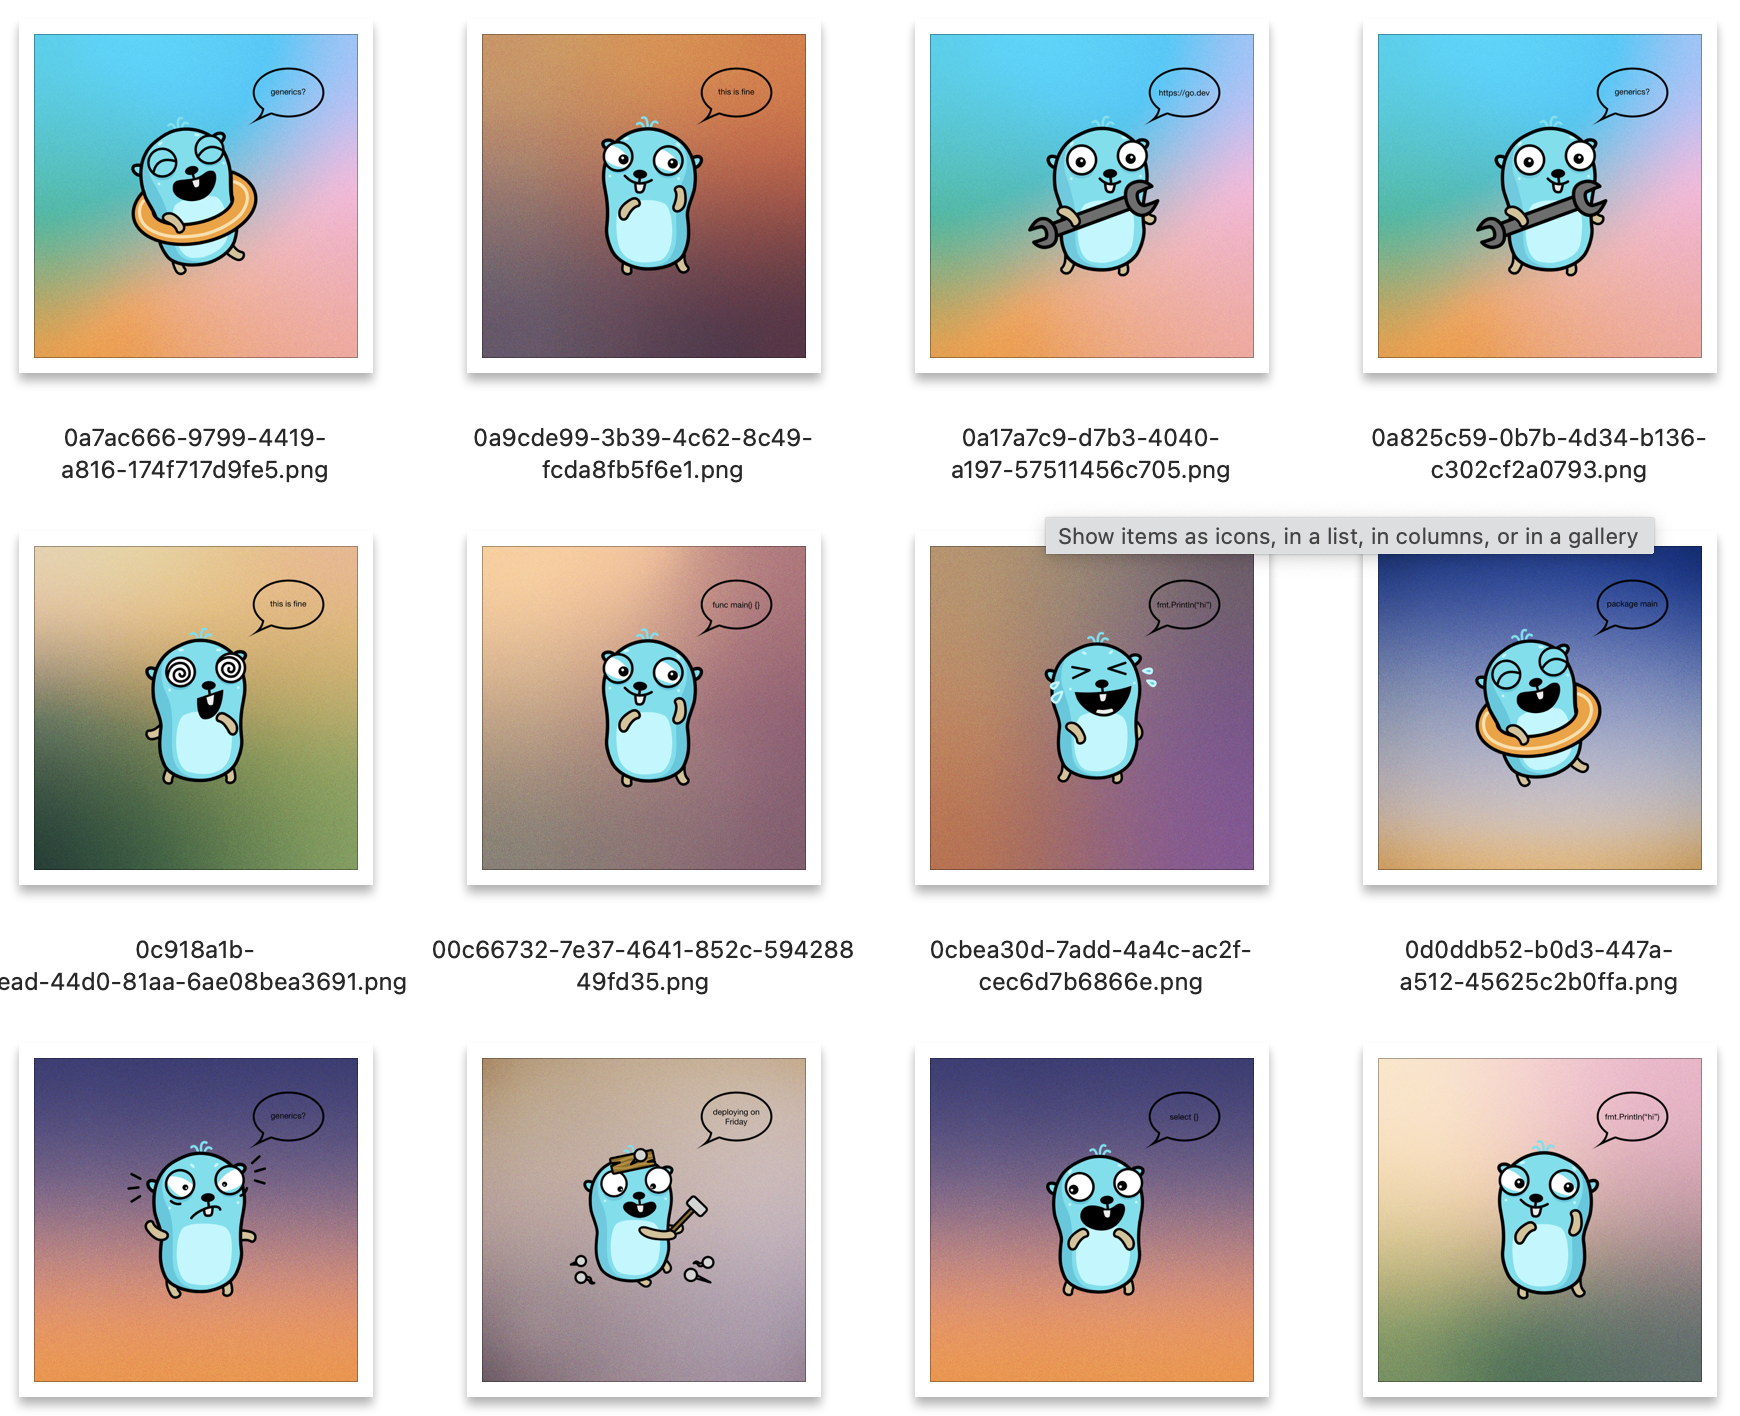 generics?
this is fine
https://go.dev
generics?
0a7ac666-9799-4419-
a816-174f717d9fe5.png
0a9cde99-3b39-4c62-8c49-
fcda8fb5f6e1.png
0a17a7c9-d7b3-4040-
a197-57511456c705.png
0a825c59-0b7b-4d34-b136-
c302cf2a0793.png
Show items as icons, in a list, in columns, or in a gallery
this is fine
func main() {}
fmt.Println("hi")
package main
0c918a1b-
ead-44d0-81aa-6ae08bea3691.png
00c66732-7e37-4641-852c-594288
49fd35.png
0cbea30d-7add-4a4c-ac2f-
cec6d7b6866e.png
0d0ddb52-b0d3-447a-
a512-45625c2b0ffa.png
generics?
deploying on
Friday
select {}
fmt.Println("hi")